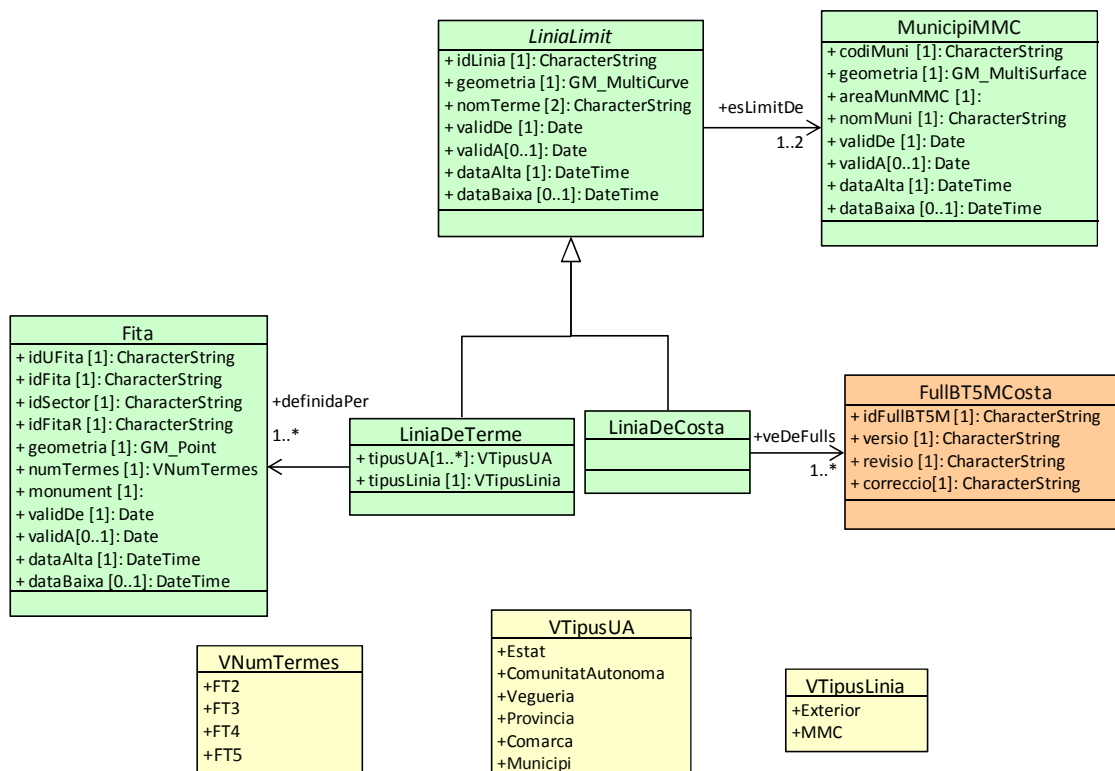 LiniaLimit
+ idLinia [1]: CharacterString
+ geometria [1]: GM_MultiCurve
+ nomTerme [2]: CharacterString
+ validDe [1]: Date
+ validA[0..1]: Date
+ dataAlta [1]: DateTime
+ dataBaixa [0..1]: DateTime
+esLimitDe
1..2
MunicipiMMC
+ codiMuni [1]: CharacterString
+ geometria [1]: GM_MultiSurface
+ areaMunMMC [1]:
+ nomMuni [1]: CharacterString
+ validDe [1]: Date
+ validA[0..1]: Date
+ dataAlta [1]: DateTime
+ dataBaixa [0..1]: DateTime
Fita
+ idUFita [1]: CharacterString
+ idFita [1]: CharacterString
+ idSector [1]: CharacterString
+ idFitaR [1]: CharacterString
+ geometria [1]: GM_Point
+ numTermes [1]: VNumTermes
+ monument [1]:
+ validDe [1]: Date
+ validA[0..1]: Date
+ dataAlta [1]: DateTime
+ dataBaixa [0..1]: DateTime
+definidaPer
1..*
LiniaDeTerme
+ tipusUA[1..*]: VTipusUA
+ tipusLinia [1]: VTipusLinia
LiniaDeCosta
+veDeFulls
1..*
FullBT5MCosta
+ idFullBT5M [1]: CharacterString
+ versio [1]: CharacterString
+ revisio [1]: CharacterString
+ correccio[1]: CharacterString
VNumTermes
+FT2
+FT3
+FT4
+FT5
VTipusUA
+Estat
+ComunitatAutonoma
+Vegueria
+Provincia
+Comarca
+Municipi
VTipusLinia
+Exterior
+MMC